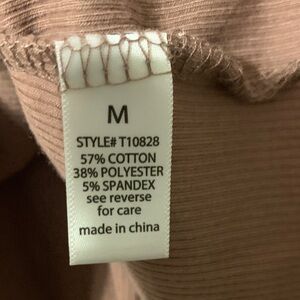 M
STYLE# T10828
57% COTTON
38% POLYESTER
5% SPANDEX
see reverse
for care
made in china